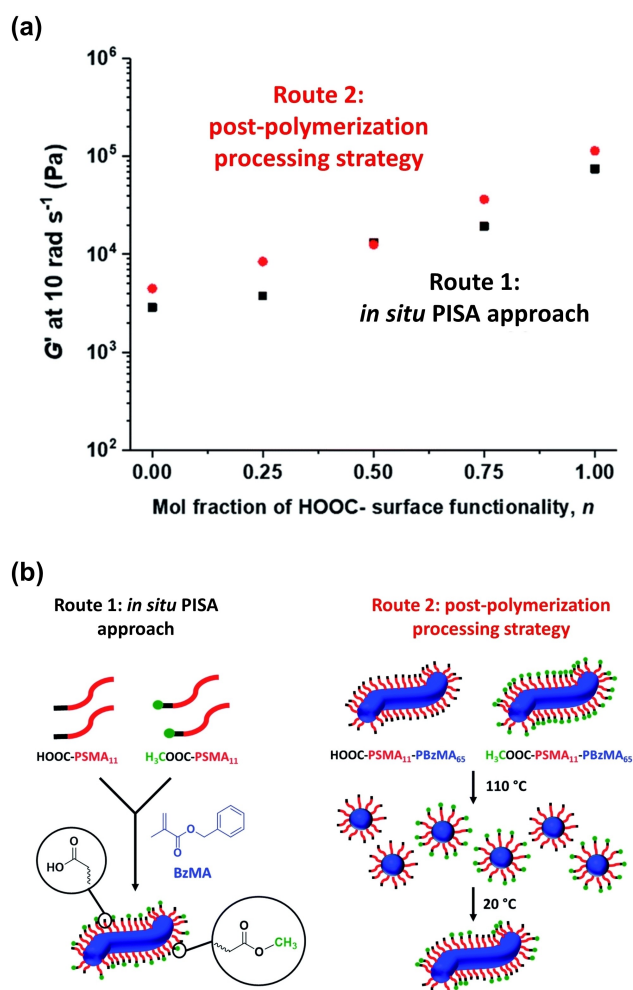 (a)
10⁶
10⁵
10⁴
10³
10²
G' at 10 rad s⁻¹ (Pa)
Route 2:
post-polymerization
processing strategy
Route 1:
in situ PISA approach
0.00 0.25 0.50 0.75 1.00
Mol fraction of HOOC- surface functionality, n
(b)
Route 1: in situ PISA
approach
HOOC-PSMA₁₁ H₃COOC-PSMA₁₁
BzMA
O
O
O
HO
O
O
CH₃
Route 2: post-polymerization
processing strategy
HOOC-PSMA₁₁-PBzMA₆₅ H₃COOC-PSMA₁₁-PBzMA₆₅
110 °C
20 °C